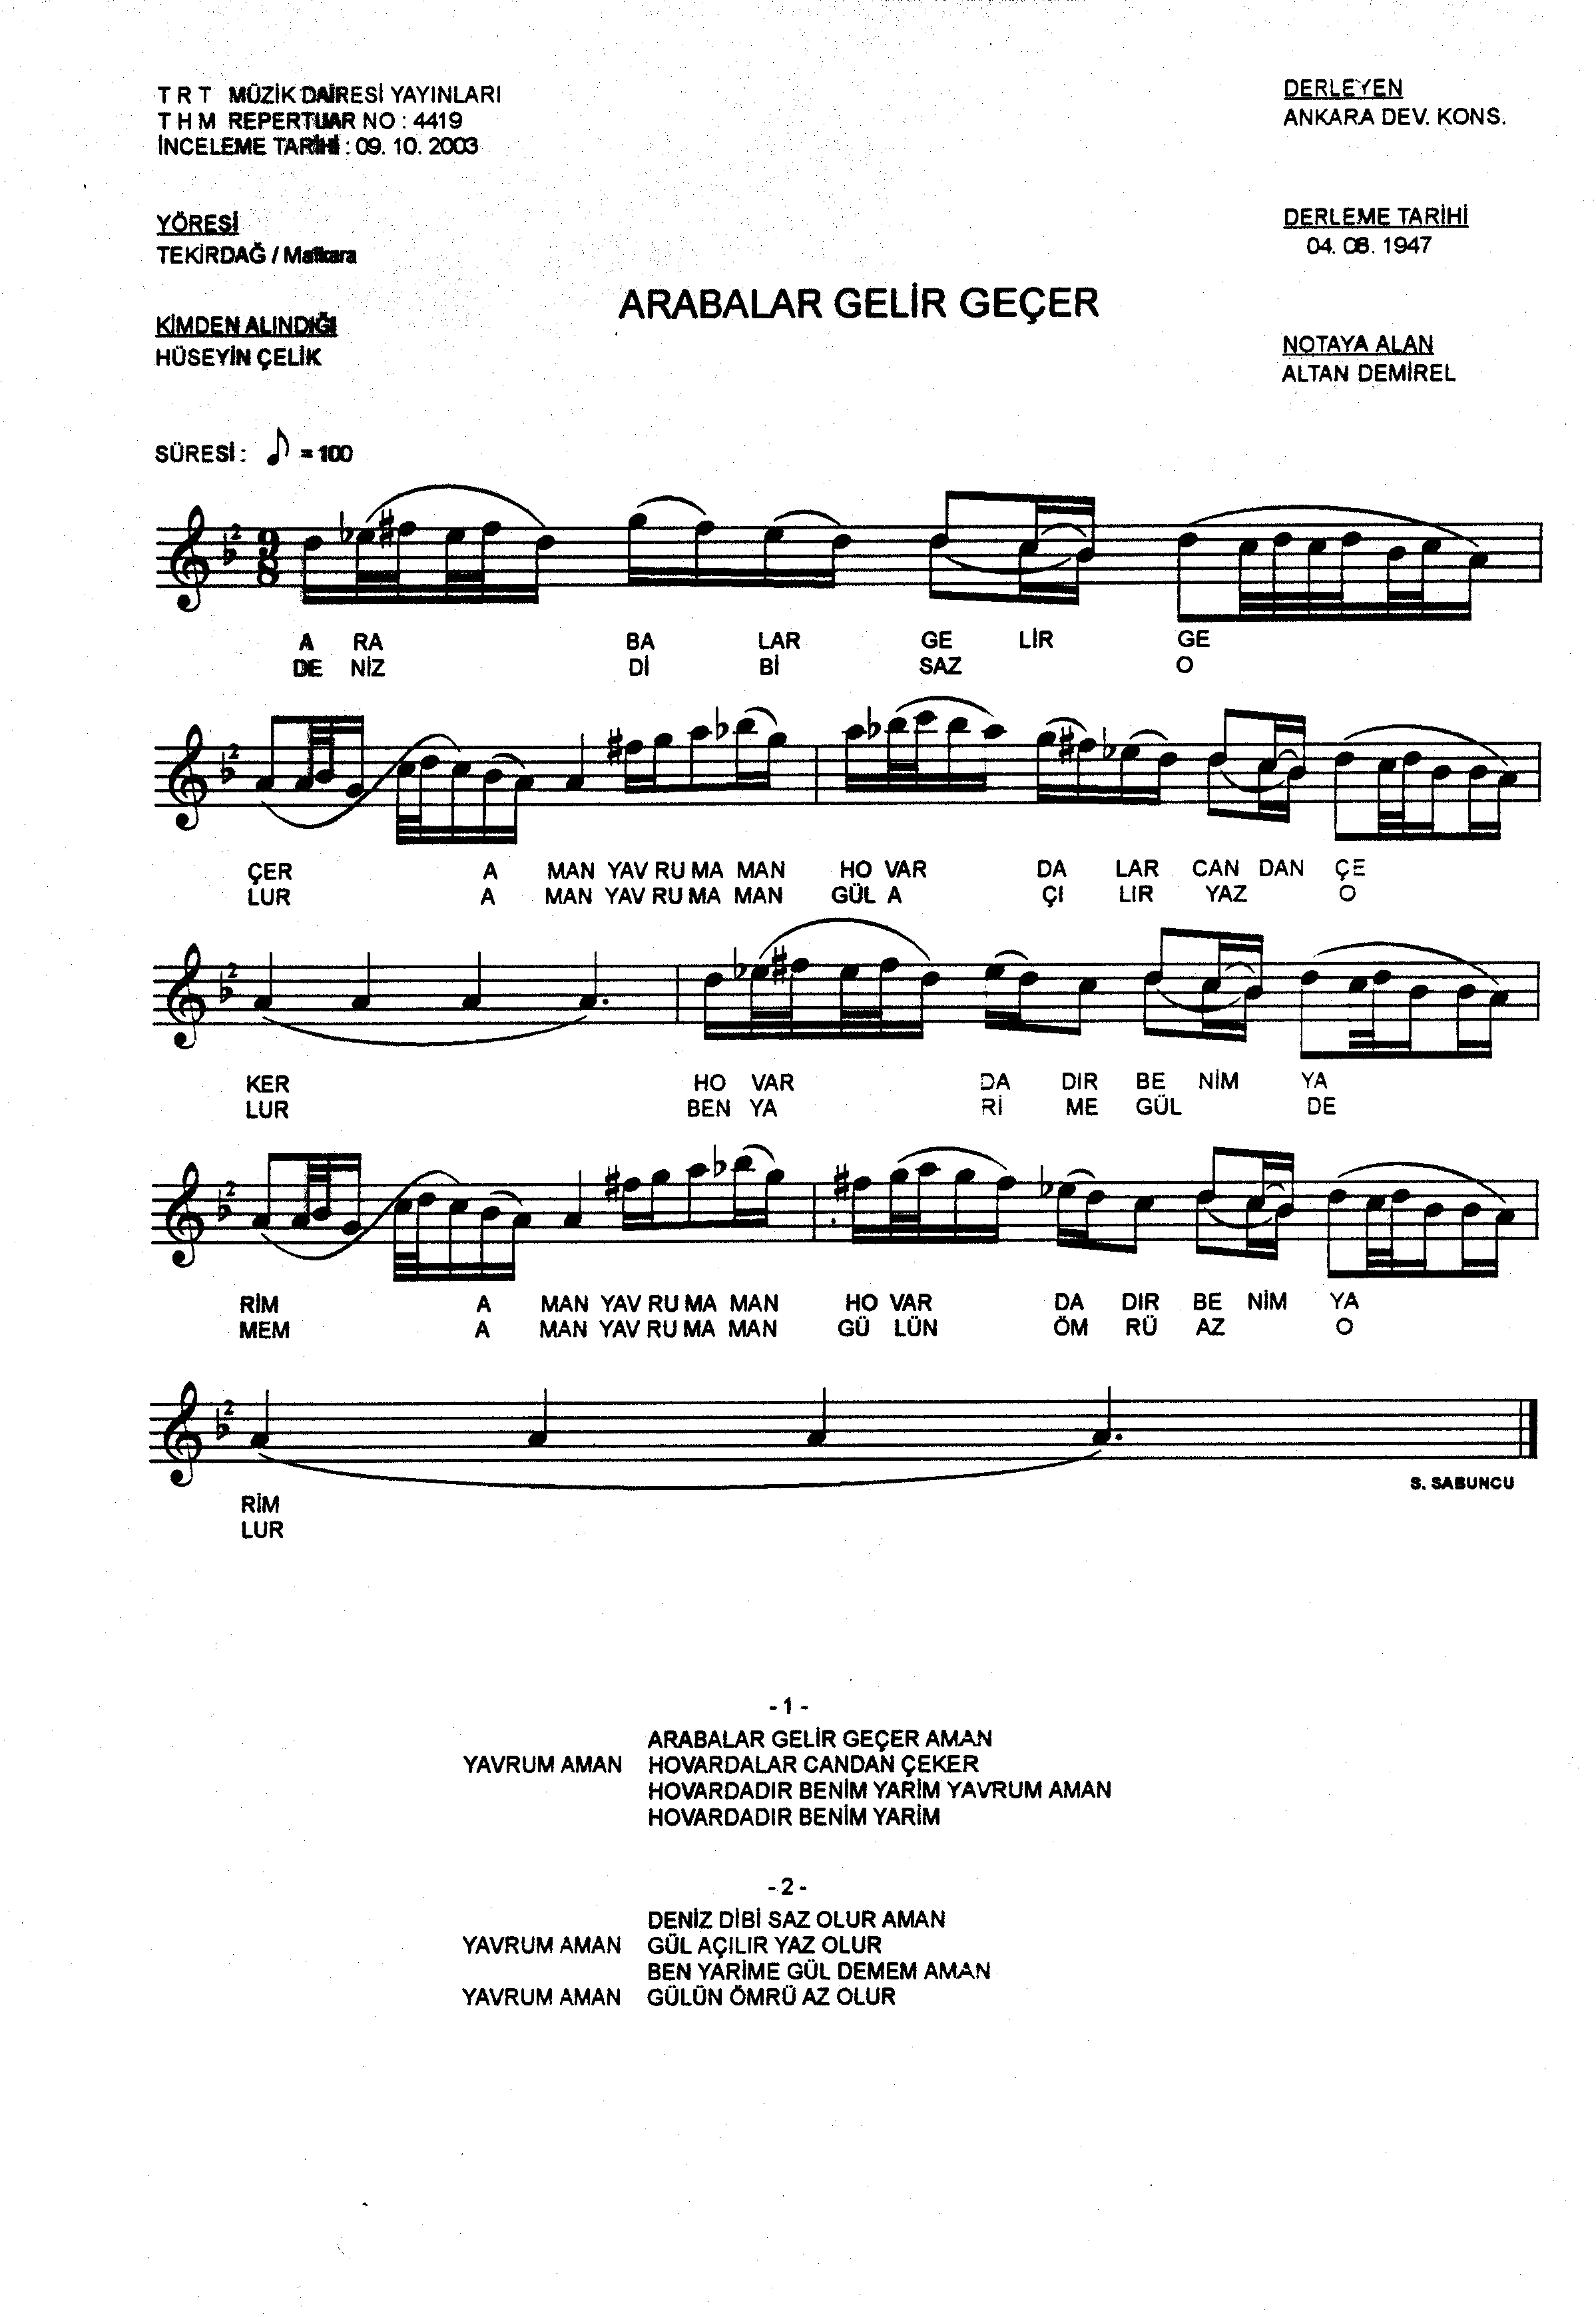 T R T MÜZİK DAİRESİ YAYINLARI
T H M REPERTUAR NO : 4419
İNCELEME TARİHİ : 09. 10. 2003
DERLEYEN
ANKARA DEV. KONS.
YÖRESİ
TEKİRDAĞ / Malkara
DERLEME TARİHİ
04. 08. 1947
ARABALAR GELİR GEÇER
KİMDEN ALINDIĞI
HÜSEYİN ÇELİK
NOTAYA ALAN
ALTAN DEMİREL
SÜRESİ : ♪ = 100
2 9 8
A RA BA LAR GE LİR GE
DE NİZ Dİ Bİ SAZ O
2
ÇER A MAN YAV RU MA MAN HO VAR DA LAR CAN DAN ÇE
LUR A MAN YAV RU MA MAN GÜL A ÇI LIR YAZ O
2
KER HO VAR DA DIR BE NİM YA
LUR BEN YA Rİ ME GÜL DE
2
RİM A MAN YAV RU MA MAN HO VAR DA DIR BE NİM YA
MEM A MAN YAV RU MA MAN GÜ LÜN ÖM RÜ AZ O
2
S. SABUNCU
RİM
LUR
- 1 -
ARABALAR GELİR GEÇER AMAN
YAVRUM AMAN HOVARDALAR CANDAN ÇEKER
HOVARDADIR BENİM YARİM YAVRUM AMAN
HOVARDADIR BENİM YARİM
- 2 -
DENİZ DİBİ SAZ OLUR AMAN
YAVRUM AMAN GÜL AÇILIR YAZ OLUR
BEN YARİME GÜL DEMEM AMAN
YAVRUM AMAN GÜLÜN ÖMRÜ AZ OLUR